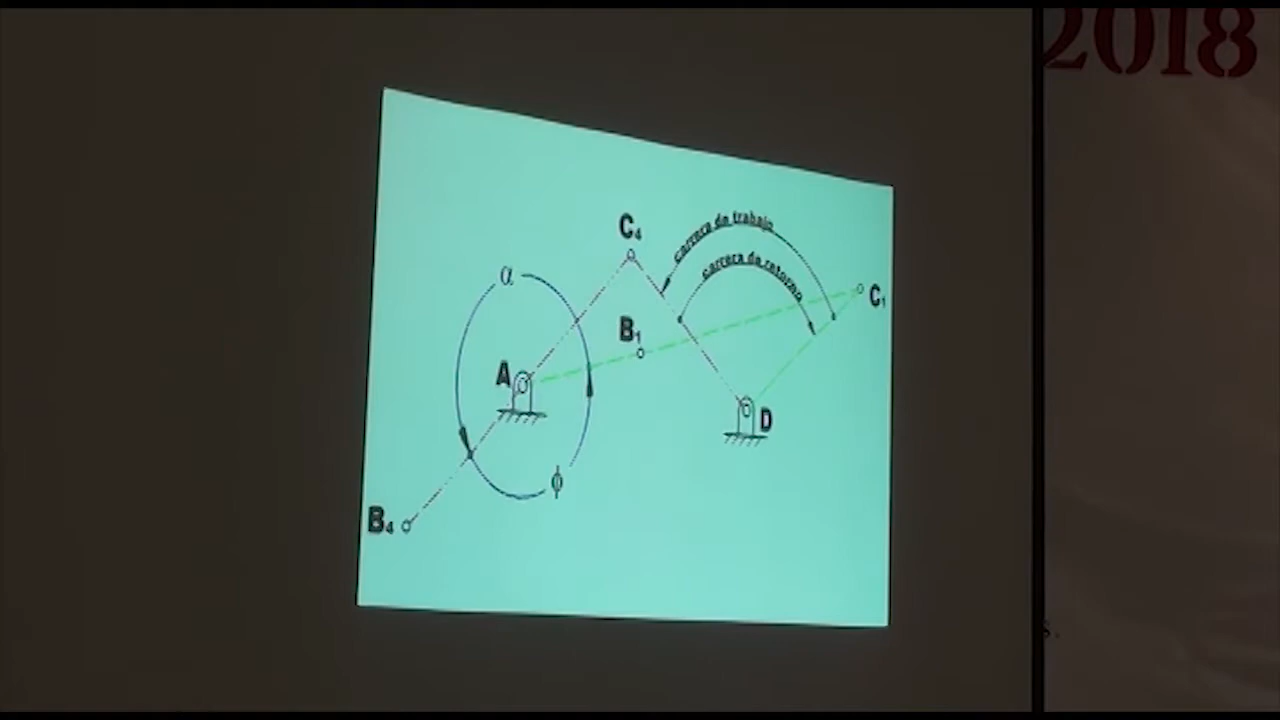 2018
C₄
carrera de trabajo
carrera de retorno
α
C₁
B₁
A
D
ϕ
B₄
s.